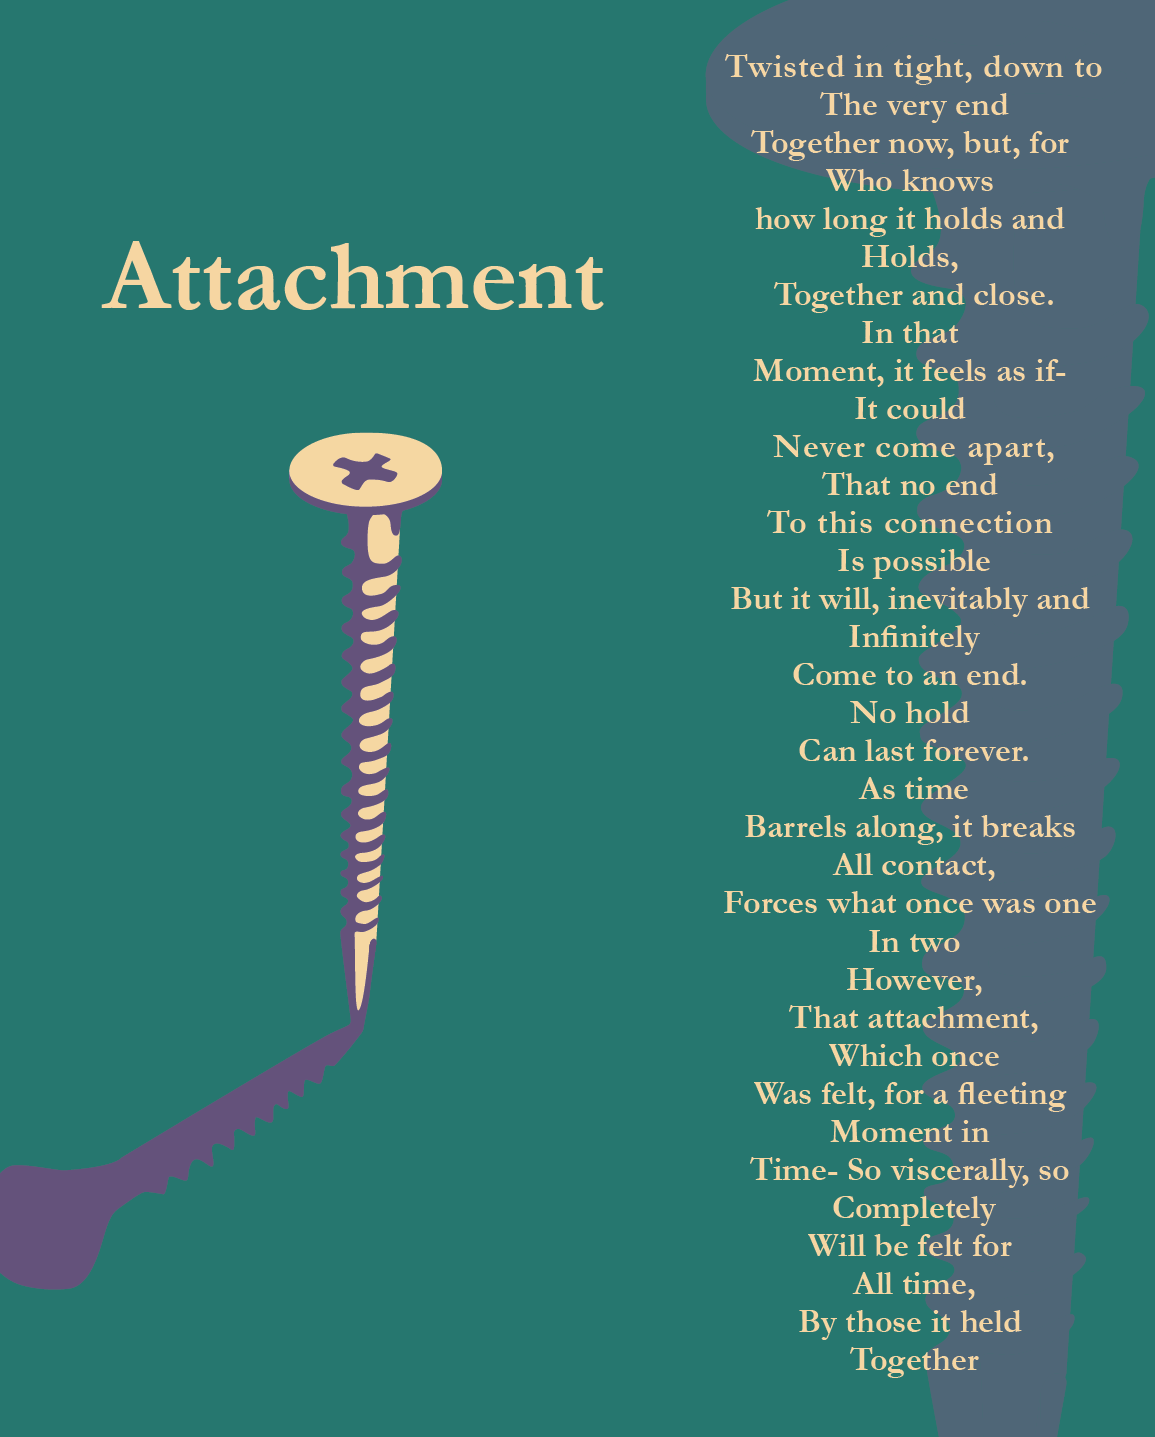 Attachment
Twisted in tight, down to
The very end
Together now, but, for
Who knows
how long it holds and
Holds,
Together and close.
In that
Moment, it feels as if-
It could
Never come apart,
That no end
To this connection
Is possible
But it will, inevitably and
Infinitely
Come to an end.
No hold
Can last forever.
As time
Barrels along, it breaks
All contact,
Forces what once was one
In two
However,
That attachment,
Which once
Was felt, for a fleeting
Moment in
Time- So viscerally, so
Completely
Will be felt for
All time,
By those it held
Together